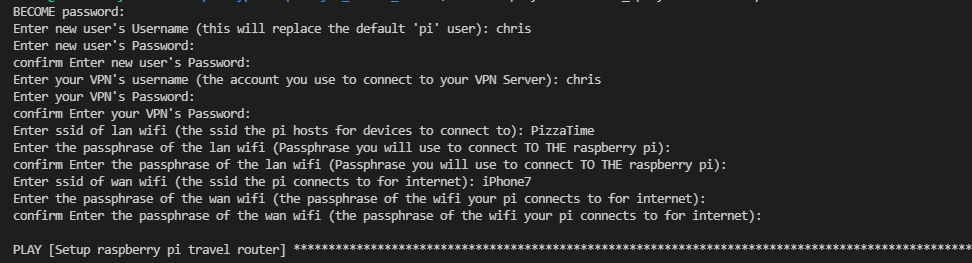 BECOME password:
Enter new user's Username (this will replace the default 'pi' user): chris
Enter new user's Password:
confirm Enter new user's Password:
Enter your VPN's username (the account you use to connect to your VPN Server): chris
Enter your VPN's Password:
confirm Enter your VPN's Password:
Enter ssid of lan wifi (the ssid the pi hosts for devices to connect to): PizzaTime
Enter the passphrase of the lan wifi (Passphrase you will use to connect TO THE raspberry pi):
confirm Enter the passphrase of the lan wifi (Passphrase you will use to connect TO THE raspberry pi):
Enter ssid of wan wifi (the ssid the pi connects to for internet): iPhone7
Enter the passphrase of the wan wifi (the passphrase of the wifi your pi connects to for internet):
confirm Enter the passphrase of the wan wifi (the passphrase of the wifi your pi connects to for internet):
PLAY [Setup raspberry pi travel router] *************************************************************************************************